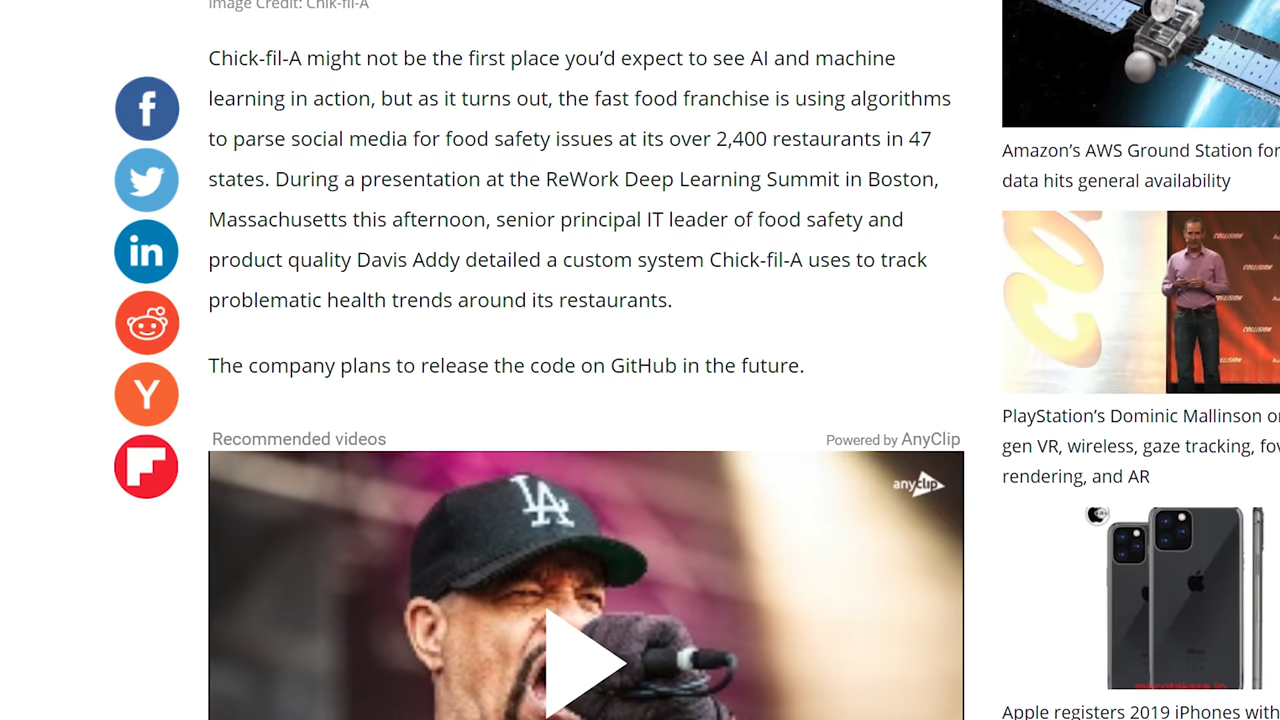 Image Credit: Chik-fil-A
Chick-fil-A might not be the first place you’d expect to see AI and machine
learning in action, but as it turns out, the fast food franchise is using algorithms
to parse social media for food safety issues at its over 2,400 restaurants in 47
states. During a presentation at the ReWork Deep Learning Summit in Boston,
Massachusetts this afternoon, senior principal IT leader of food safety and
product quality Davis Addy detailed a custom system Chick-fil-A uses to track
problematic health trends around its restaurants.
The company plans to release the code on GitHub in the future.
Recommended videos
Powered by AnyClip
anyclip
LA
f
in
Y
Amazon’s AWS Ground Station for
data hits general availability
COLLISION
COLLISION
COLLISION
COLLISION
PlayStation’s Dominic Mallinson
gen VR, wireless, gaze tracking,
rendering, and AR
macotakara.jp
Apple registers 2019 iPhones with